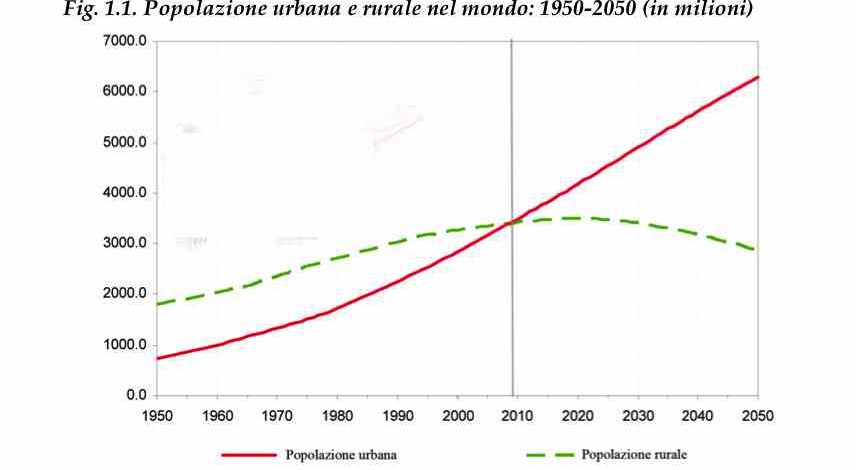 Fig. 1.1. Popolazione urbana e rurale nel mondo: 1950-2050 (in milioni)
7000.0
6000.0
5000.0
4000.0
3000.0
2000.0
1000.0
0.0
1950 1960 1970 1980 1990 2000 2010 2020 2030 2040 2050
Popolazione urbana Popolazione rurale